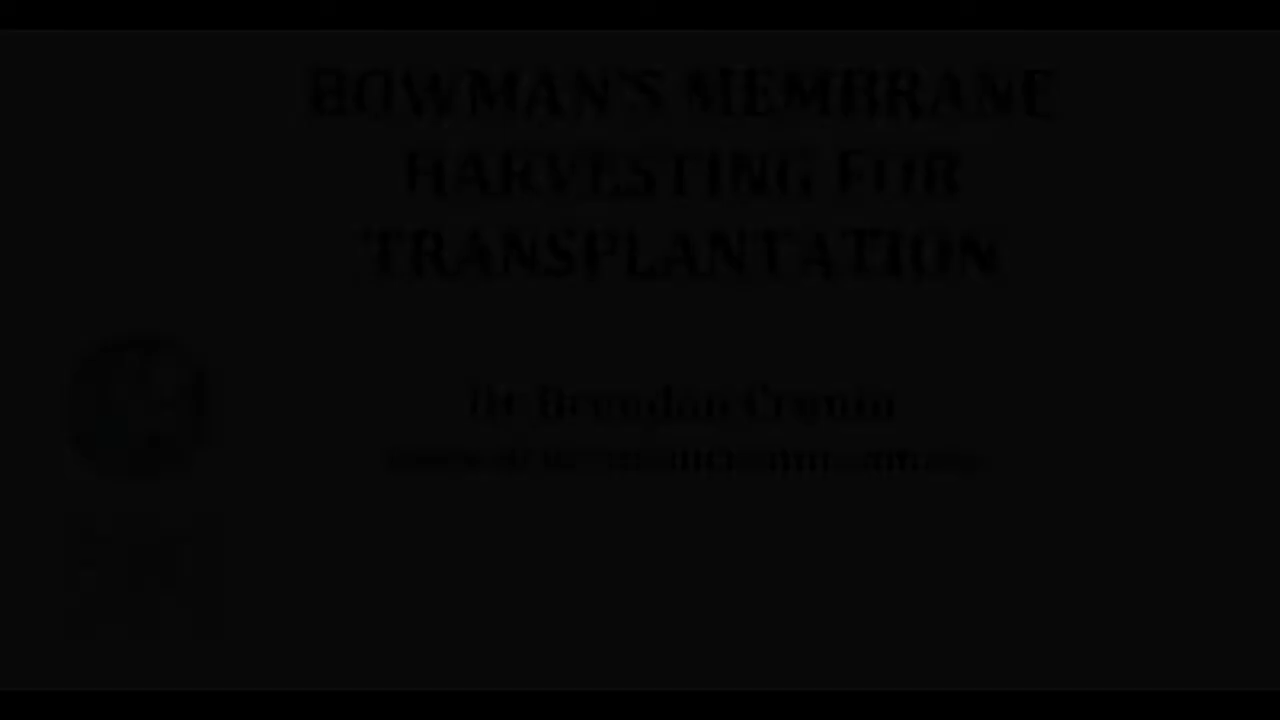 BOWMAN'S MEMBRANE
HARVESTING FOR
TRANSPLANTATION
Dr Brendan Cronin